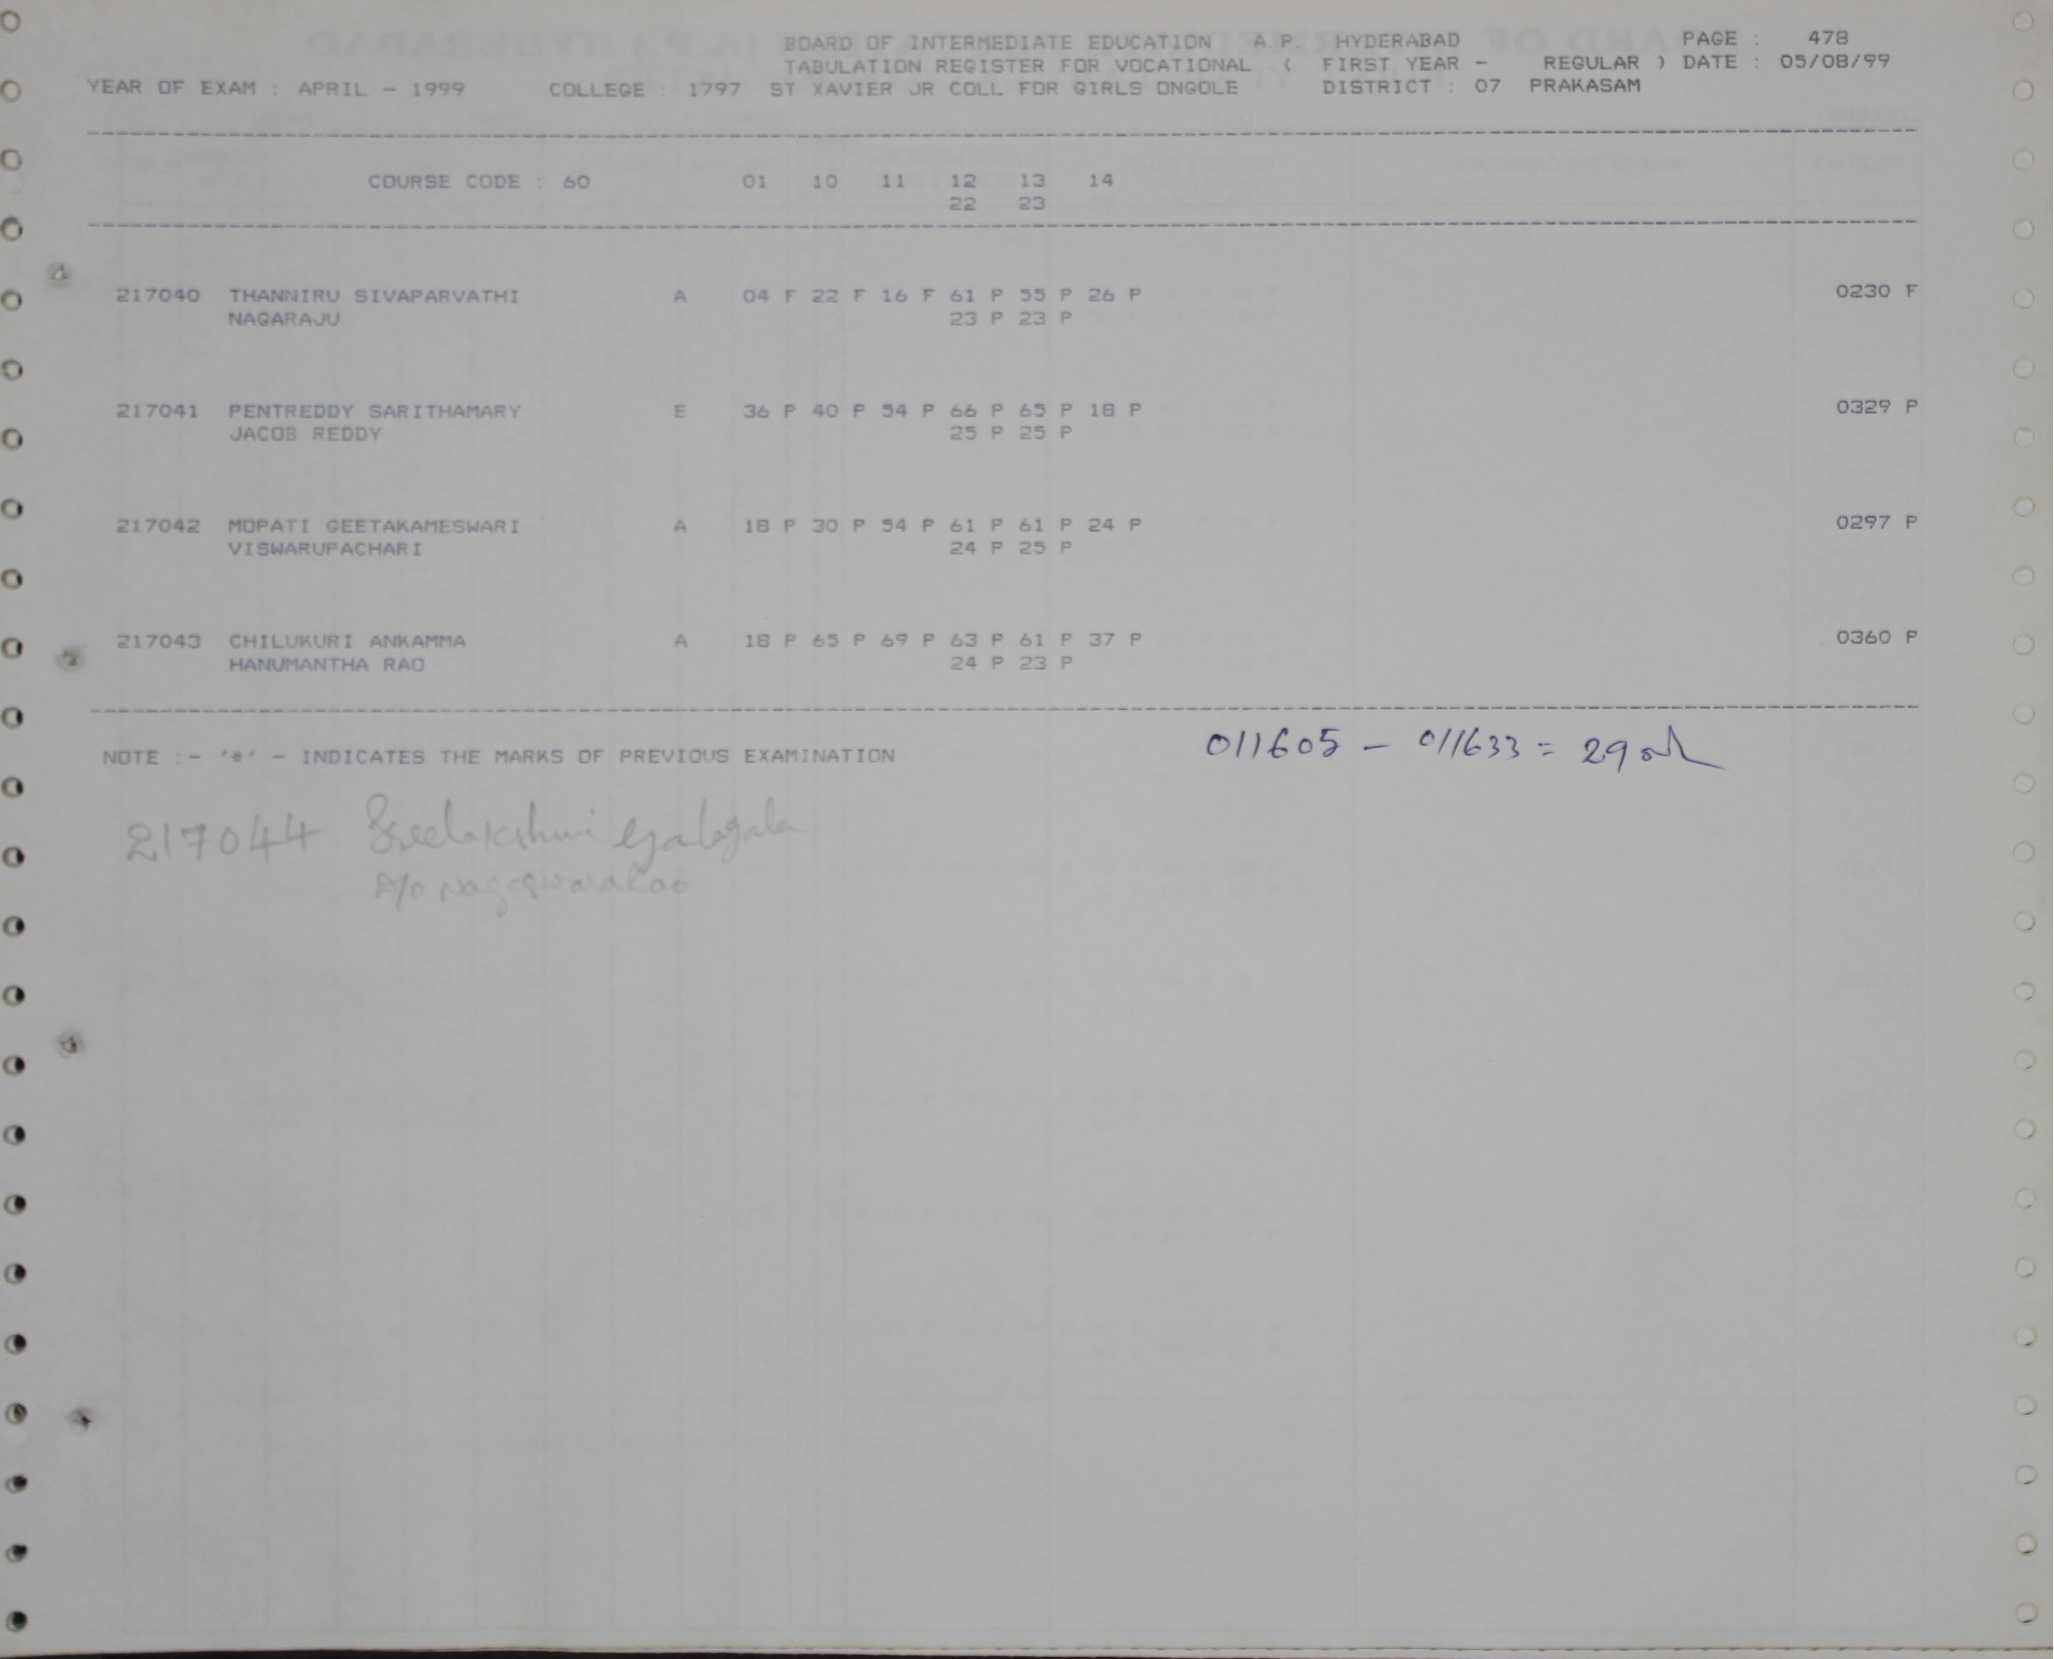 BOARD OF INTERMEDIATE EDUCATION A.P. HYDERABAD PAGE : 478
TABULATION REGISTER FOR VOCATIONAL ( FIRST YEAR - REGULAR ) DATE : 05/08/99
YEAR OF EXAM : APRIL - 1999 COLLEGE : 1797 ST XAVIER JR COLL FOR GIRLS ONGOLE DISTRICT : 07 PRAKASAM
COURSE CODE : 60 01 10 11 12 13 14
22 23
217040 THANNIRU SIVAPARVATHI A 04 F 22 F 16 F 61 P 55 P 26 P 0230 F
NAGARAJU 23 P 23 P
217041 PENTREDDY SARITHAMARY E 36 P 40 P 54 P 66 P 65 P 18 P 0329 P
JACOB REDDY 25 P 25 P
217042 MOPATI GEETAKAMESWARI A 18 P 30 P 54 P 61 P 61 P 24 P 0297 P
VISWARUPACHARI 24 P 25 P
217043 CHILUKURI ANKAMMA A 18 P 65 P 69 P 63 P 61 P 37 P 0360 P
HANUMANTHA RAO 24 P 23 P
NOTE :- '*' - INDICATES THE MARKS OF PREVIOUS EXAMINATION
011605 - 011633 = 29
217044 Sreelakshmi
Nageswara Rao